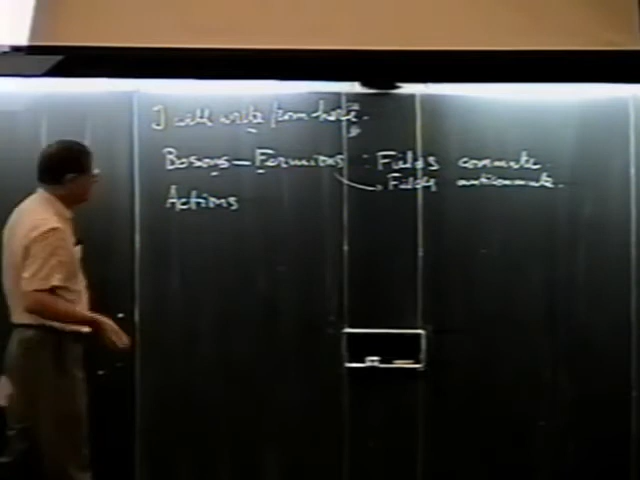 I will write from here.
Bosons — Fermions : Fields commute.
Fields anticommute.
Actions